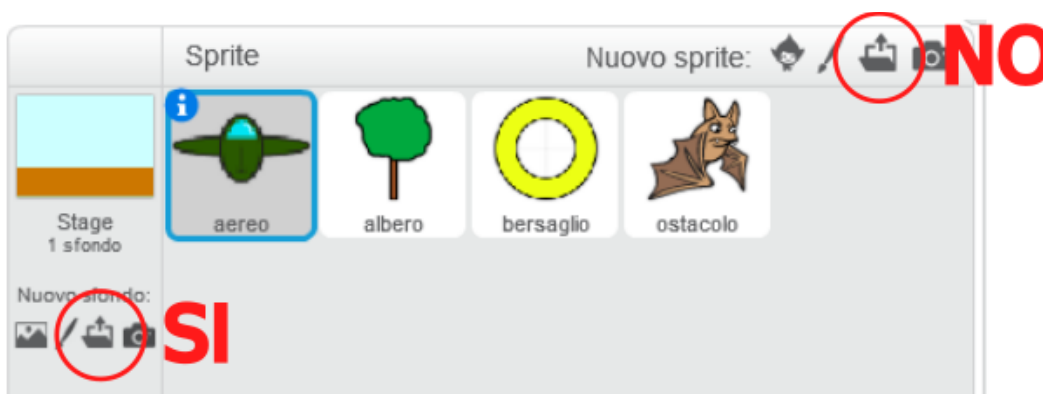 Sprite
Nuovo sprite:
NO
i
aereo
albero
bersaglio
ostacolo
Stage
1 sfondo
Nuovo sfondo:
SI